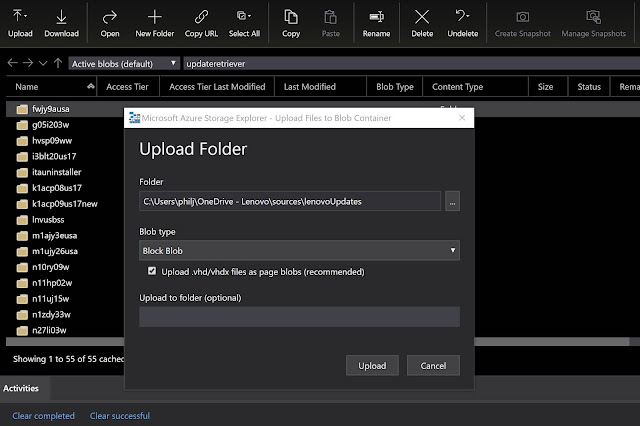 Upload Download Open New Folder Copy URL Select All Copy Paste Rename Delete Undelete Create Snapshot Manage Snapshots
Active blobs (default) updateretriever
Name Access Tier Access Tier Last Modified Last Modified Blob Type Content Type Size Status Rema
fwjy9ausa
g05i203w
hvsp09ww
i3blt20us17
itauninstaller
k1acp08us17
k1acp09us17new
lnvusbss
m1ajy3eusa
m1ujy26usa
n10ry09w
n11hp02w
n11uj15w
n1zdy33w
n27li03w
Microsoft Azure Storage Explorer - Upload Files to Blob Container
Upload Folder
Folder
C:\Users\philj\OneDrive - Lenovo\sources\lenovoUpdates
...
Blob type
Block Blob
Upload .vhd/vhdx files as page blobs (recommended)
Upload to folder (optional)
Upload Cancel
Showing 1 to 55 of 55 cached
Activities
Clear completed Clear successful